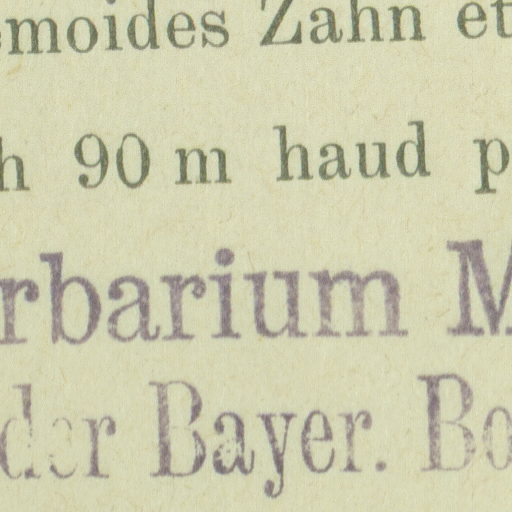 emoides Zahn et
h 90 m haud p
rbarium M
der Bayer. Bo